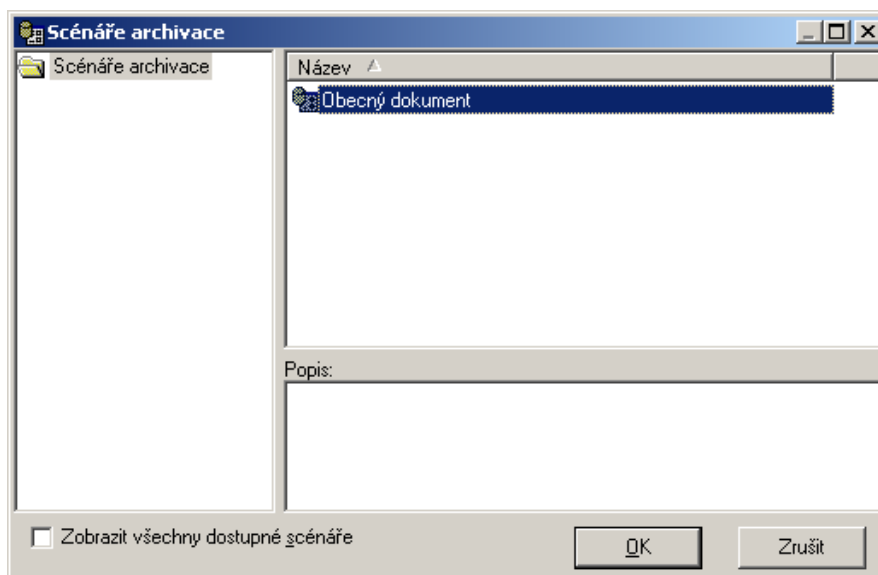 Scénáře archivace
Scénáře archivace
Název
Obecný dokument
Popis:
Zobrazit všechny dostupné scénáře
OK
Zrušit